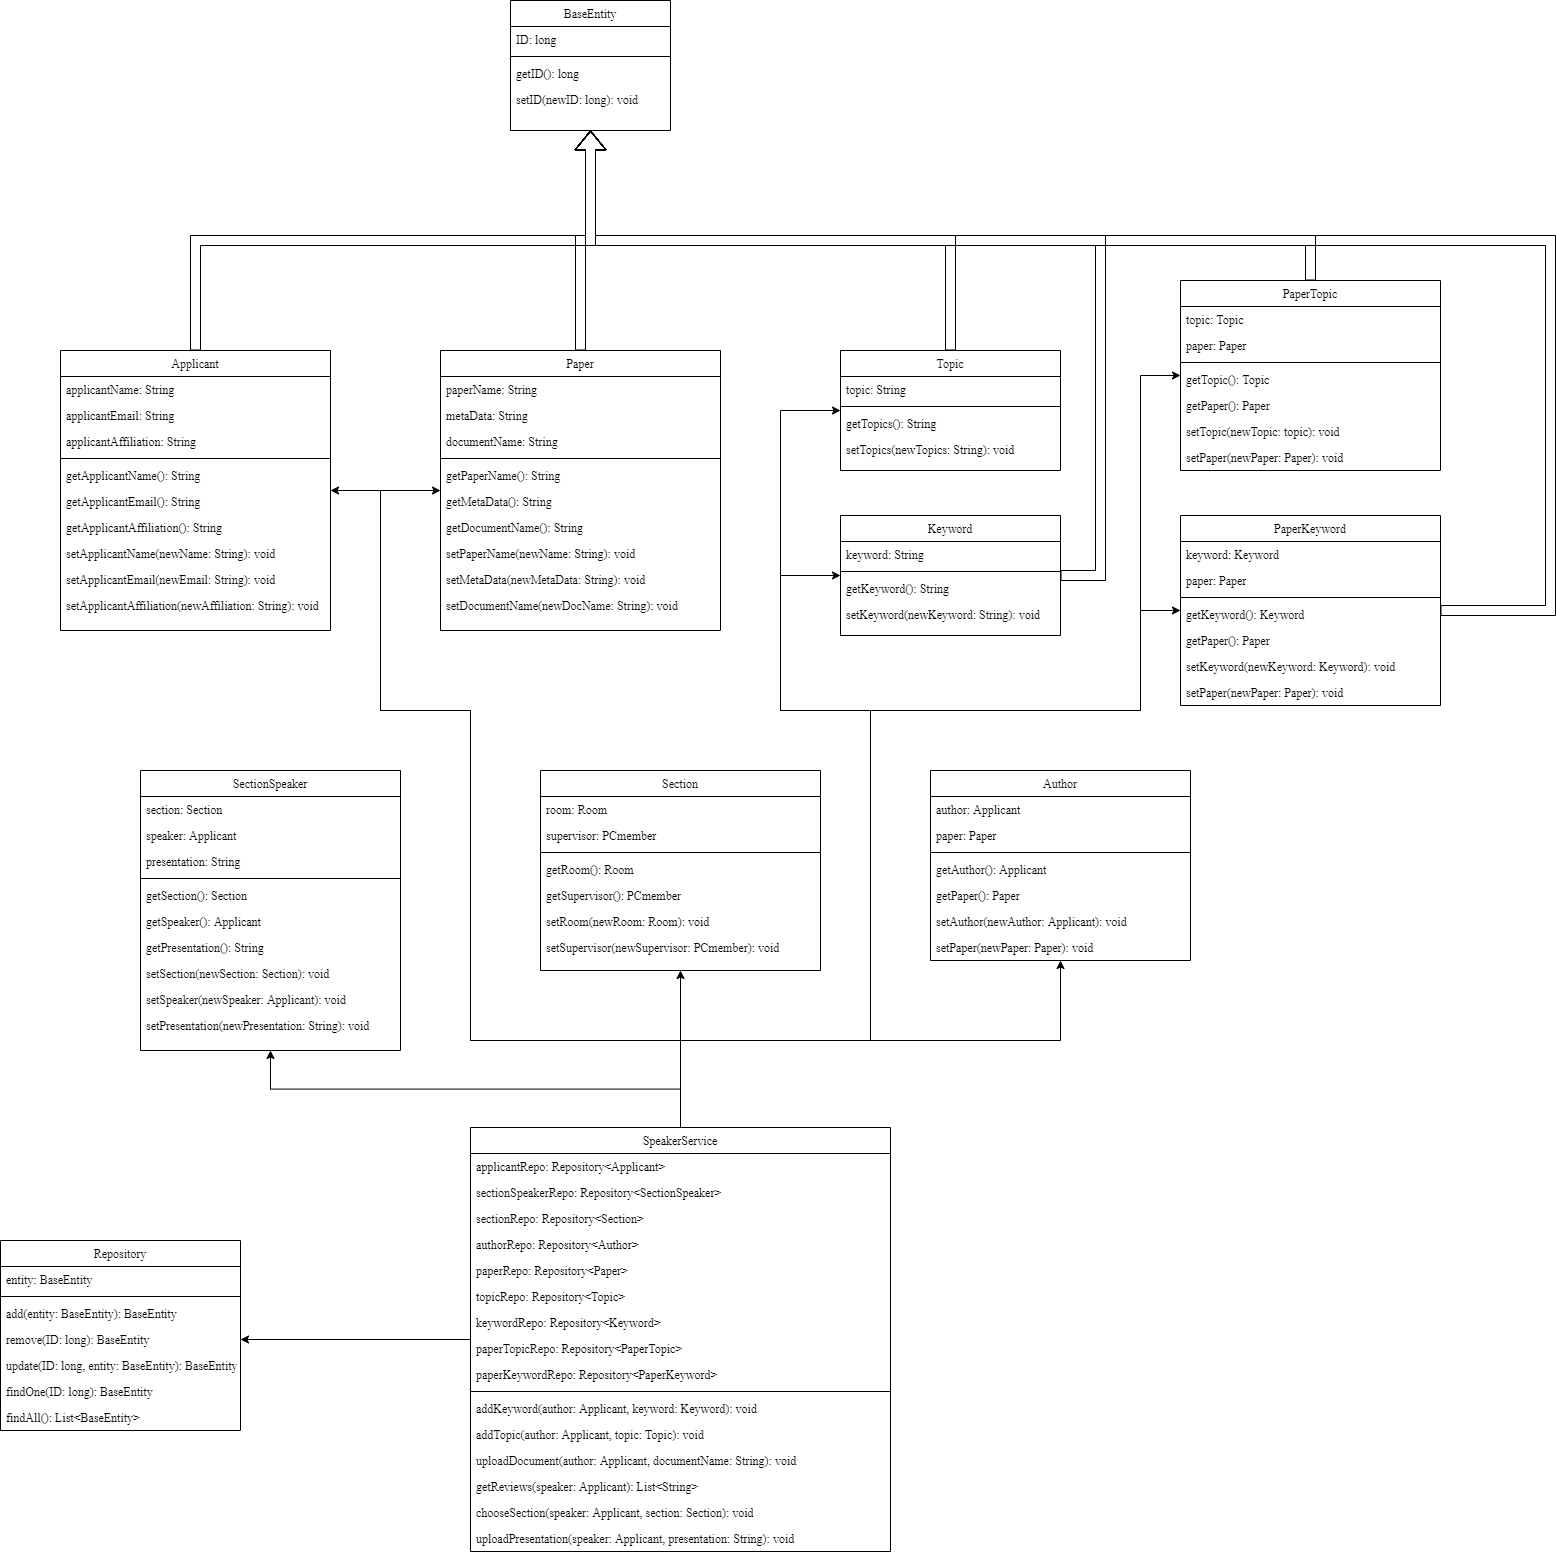 BaseEntity
ID: long
getID(): long
setID(newID: long): void
Applicant
applicantName: String
applicantEmail: String
applicantAffiliation: String
getApplicantName(): String
getApplicantEmail(): String
getApplicantAffiliation(): String
setApplicantName(newName: String): void
setApplicantEmail(newEmail: String): void
setApplicantAffiliation(newAffiliation: String): void
Paper
paperName: String
metaData: String
documentName: String
getPaperName(): String
getMetaData(): String
getDocumentName(): String
setPaperName(newName: String): void
setMetaData(newMetaData: String): void
setDocumentName(newDocName: String): void
Topic
topic: String
getTopics(): String
setTopics(newTopics: String): void
Keyword
keyword: String
getKeyword(): String
setKeyword(newKeyword: String): void
PaperTopic
topic: Topic
paper: Paper
getTopic(): Topic
getPaper(): Paper
setTopic(newTopic: topic): void
setPaper(newPaper: Paper): void
PaperKeyword
keyword: Keyword
paper: Paper
getKeyword(): Keyword
getPaper(): Paper
setKeyword(newKeyword: Keyword): void
setPaper(newPaper: Paper): void
SectionSpeaker
section: Section
speaker: Applicant
presentation: String
getSection(): Section
getSpeaker(): Applicant
getPresentation(): String
setSection(newSection: Section): void
setSpeaker(newSpeaker: Applicant): void
setPresentation(newPresentation: String): void
Section
room: Room
supervisor: PCmember
getRoom(): Room
getSupervisor(): PCmember
setRoom(newRoom: Room): void
setSupervisor(newSupervisor: PCmember): void
Author
author: Applicant
paper: Paper
getAuthor(): Applicant
getPaper(): Paper
setAuthor(newAuthor: Applicant): void
setPaper(newPaper: Paper): void
SpeakerService
applicantRepo: Repository<Applicant>
sectionSpeakerRepo: Repository<SectionSpeaker>
sectionRepo: Repository<Section>
authorRepo: Repository<Author>
paperRepo: Repository<Paper>
topicRepo: Repository<Topic>
keywordRepo: Repository<Keyword>
paperTopicRepo: Repository<PaperTopic>
paperKeywordRepo: Repository<PaperKeyword>
addKeyword(author: Applicant, keyword: Keyword): void
addTopic(author: Applicant, topic: Topic): void
uploadDocument(author: Applicant, documentName: String): void
getReviews(speaker: Applicant): List<String>
chooseSection(speaker: Applicant, section: Section): void
uploadPresentation(speaker: Applicant, presentation: String): void
Repository
entity: BaseEntity
add(entity: BaseEntity): BaseEntity
remove(ID: long): BaseEntity
update(ID: long, entity: BaseEntity): BaseEntity
findOne(ID: long): BaseEntity
findAll(): List<BaseEntity>